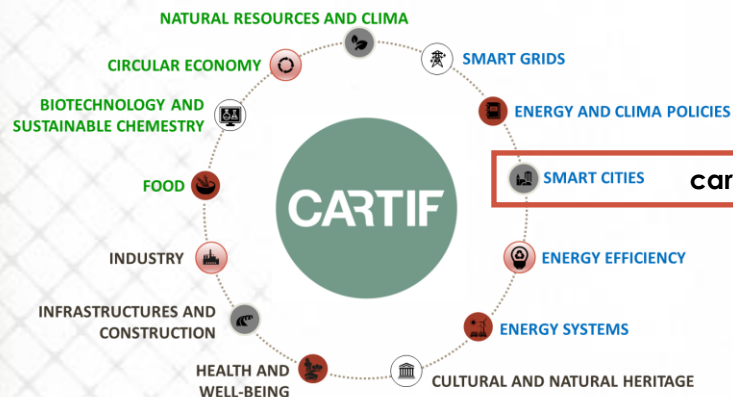 NATURAL RESOURCES AND CLIMA
SMART GRIDS
ENERGY AND CLIMA POLICIES
SMART CITIES
ENERGY EFFICIENCY
ENERGY SYSTEMS
CULTURAL AND NATURAL HERITAGE
HEALTH AND
WELL-BEING
INFRASTRUCTURES AND
CONSTRUCTION
INDUSTRY
FOOD
BIOTECHNOLOGY AND
SUSTAINABLE CHEMESTRY
CIRCULAR ECONOMY
CARTIF